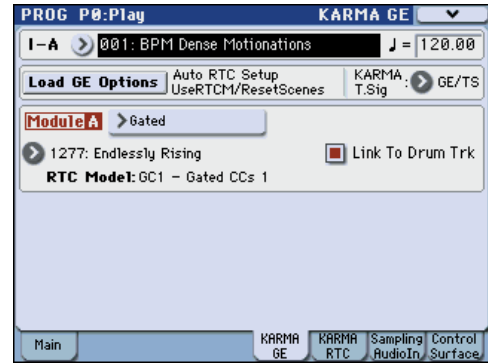 PROG P0:Play KARMA GE
I-A 001: BPM Dense Motionations ♩= 120.00
Load GE Options Auto RTC Setup KARMA T.Sig : GE/TS
UseRTCM/ResetScenes
Module A Gated
1277: Endlessly Rising Link To Drum Trk
RTC Model: GC1 – Gated CCs 1
Main KARMA GE KARMA RTC Sampling AudioIn Control Surface